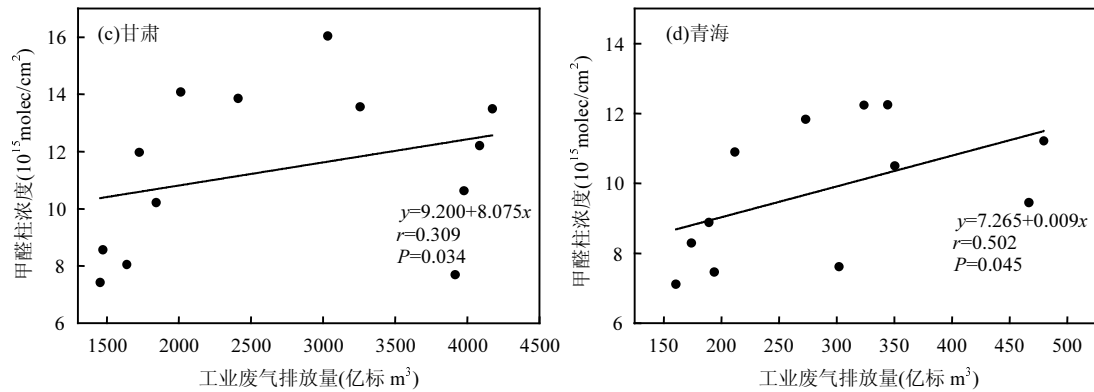 (c)甘肃
16
14
12
10
8
6
甲醛柱浓度(10¹⁵molec/cm²)
y=9.200+8.075x
r=0.309
P=0.034
1500 2000 2500 3000 3500 4000 4500
工业废气排放量(亿标 m³)
(d)青海
14
12
10
8
6
甲醛柱浓度(10¹⁵molec/cm²)
y=7.265+0.009x
r=0.502
P=0.045
150 200 250 300 350 400 450 500
工业废气排放量(亿标 m³)